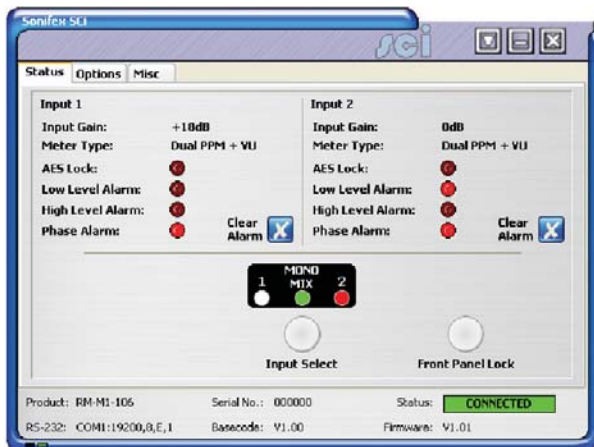 Sonifex SCi
sci
Status Options Misc
Input 1
Input Gain: +18dB
Meter Type: Dual PPM + VU
AES Lock:
Low Level Alarm:
High Level Alarm:
Phase Alarm:
Clear Alarm X
Input 2
Input Gain: 0dB
Meter Type: Dual PPM + VU
AES Lock:
Low Level Alarm:
High Level Alarm:
Phase Alarm:
Clear Alarm X
MONO
1 MIX 2
Input Select
Front Panel Lock
Product: RM-M1-106 Serial No.: 000000 Status: CONNECTED
RS-232: COM1:19200,8,E,1 Basecode: V1.00 Firmware: V1.01